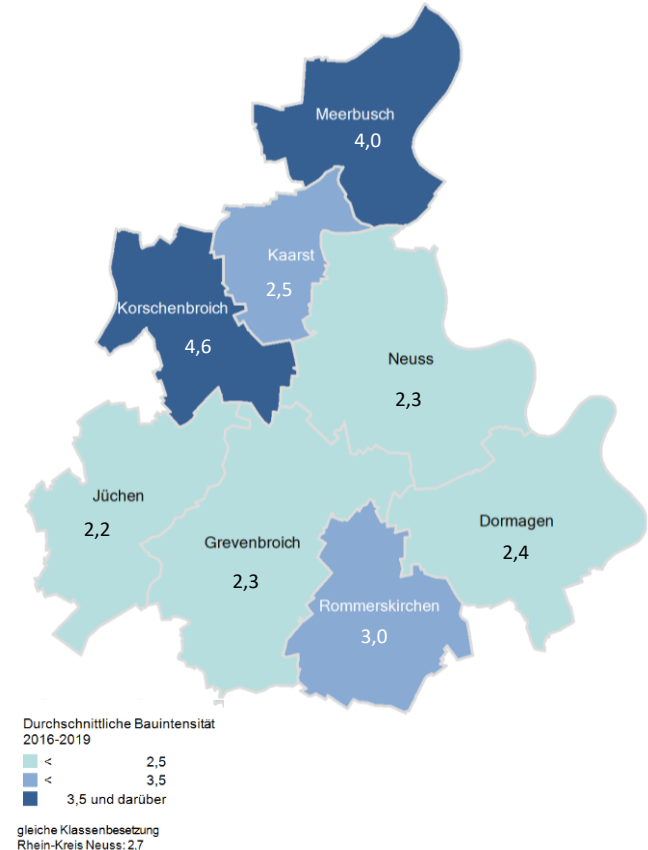 Meerbusch
4,0
Kaarst
2,5
Korschenbroich
4,6
Neuss
2,3
Jüchen
2,2
Grevenbroich
2,3
Dormagen
2,4
Rommerskirchen
3,0
Durchschnittliche Bauintensität
2016-2019
< 2,5
< 3,5
3,5 und darüber
gleiche Klassenbesetzung
Rhein-Kreis Neuss: 2.7